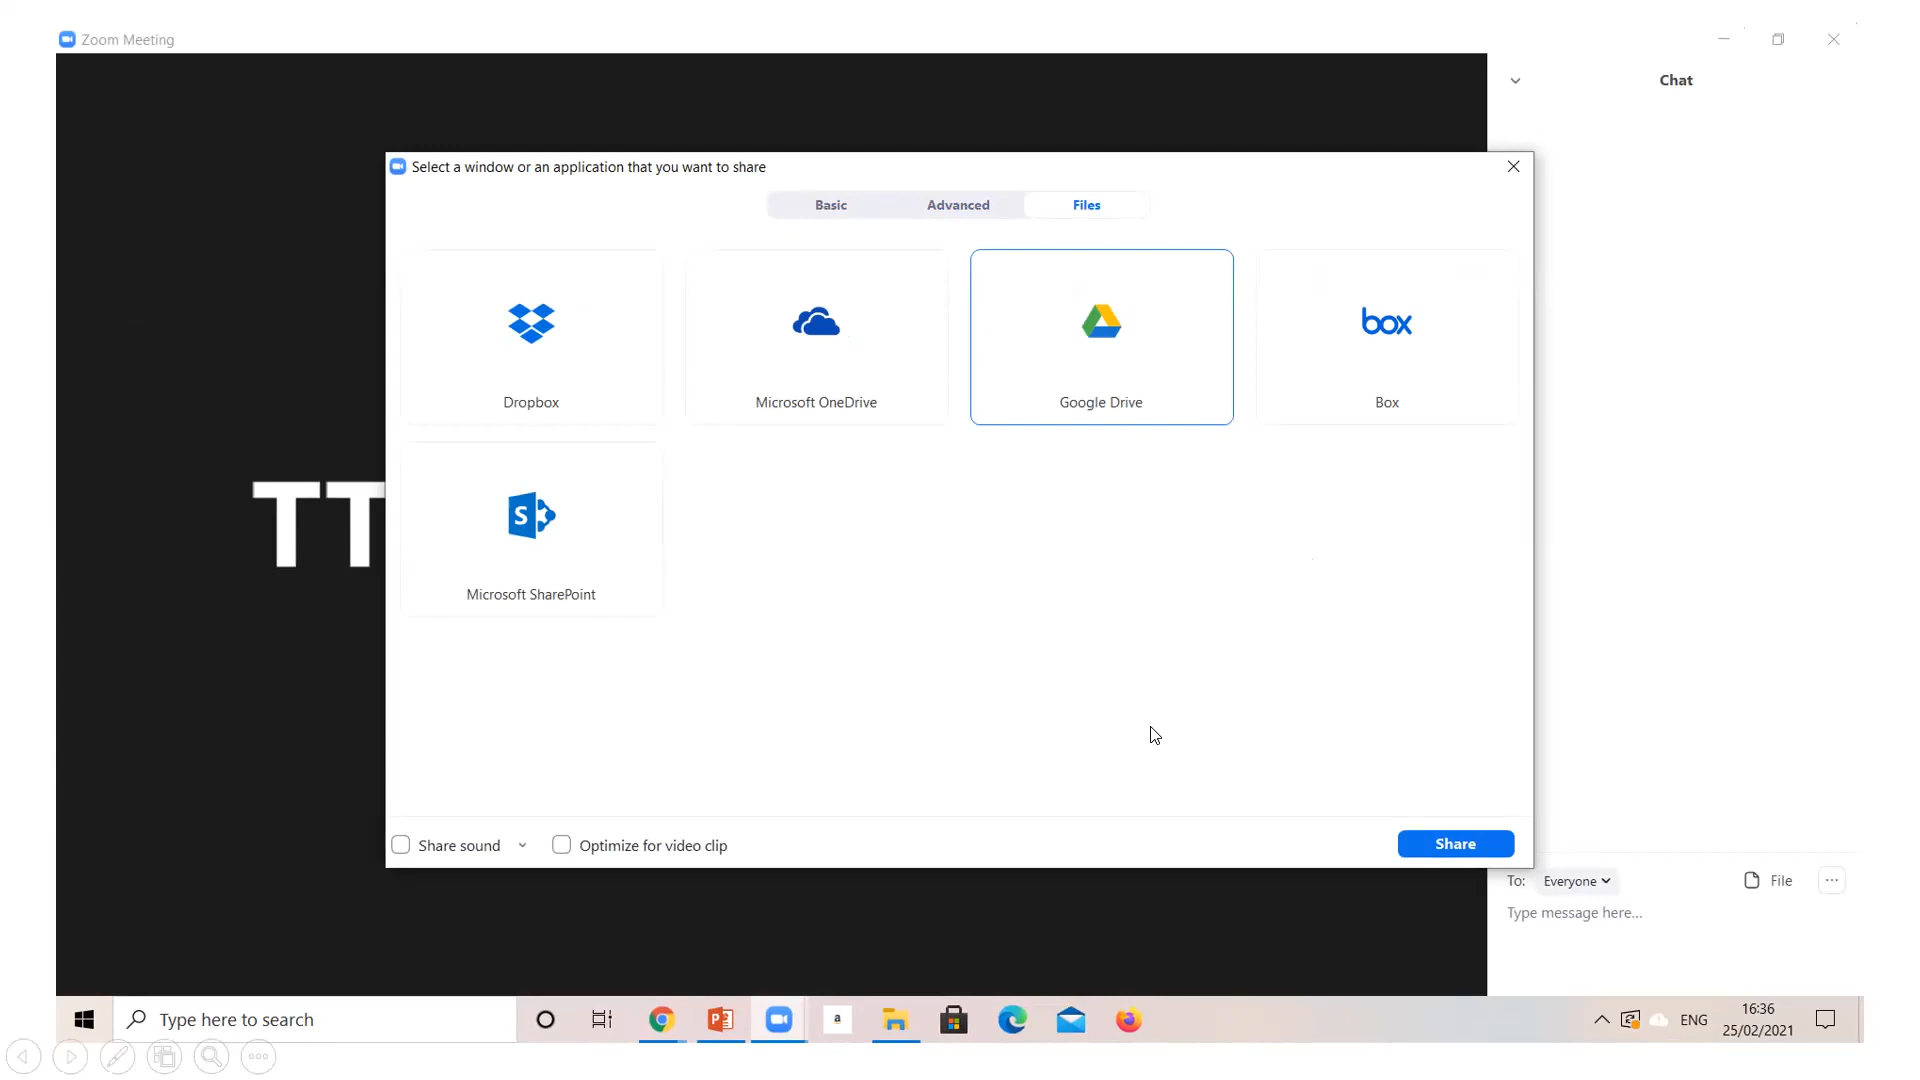 Zoom Meeting
Chat
Select a window or an application that you want to share
Basic Advanced Files
box
Dropbox Microsoft OneDrive Google Drive Box
TT
S
Microsoft SharePoint
Share sound Optimize for video clip Share
To: Everyone File
Type message here...
Type here to search
P
a
ENG
16:36
25/02/2021